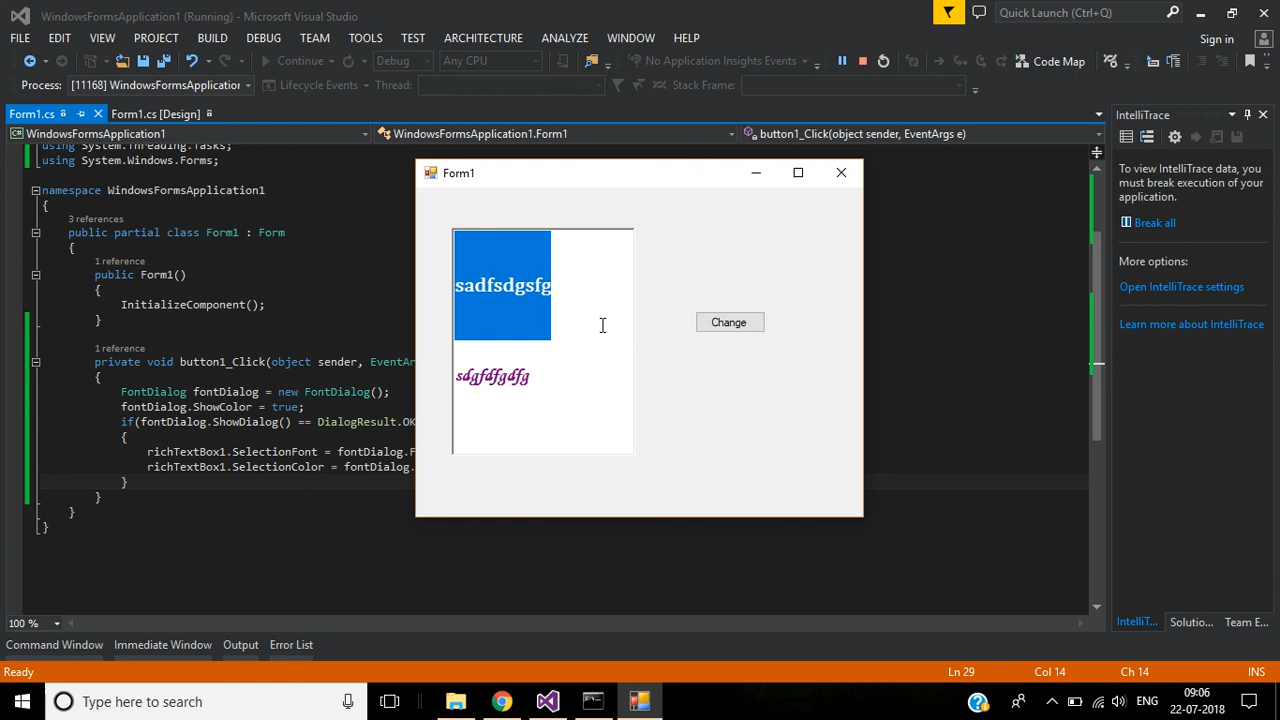 WindowsFormsApplication1 (Running) - Microsoft Visual Studio
Quick Launch (Ctrl+Q)
FILE EDIT VIEW PROJECT BUILD DEBUG TEAM TOOLS TEST ARCHITECTURE ANALYZE WINDOW HELP
Sign in
Continue Debug Any CPU No Application Insights Events Code Map
Process: [11168] WindowsFormsApplication Lifecycle Events Thread: Stack Frame:
Form1.cs Form1.cs [Design]
WindowsFormsApplication1 WindowsFormsApplication1.Form1 button1_Click(object sender, EventArgs e)
using System.Threading.Tasks;
using System.Windows.Forms;
namespace WindowsFormsApplication1
{
3 references
public partial class Form1 : Form
{
1 reference
public Form1()
{
InitializeComponent();
}
1 reference
private void button1_Click(object sender, EventAr
{
FontDialog fontDialog = new FontDialog();
fontDialog.ShowColor = true;
if(fontDialog.ShowDialog() == DialogResult.OK
{
richTextBox1.SelectionFont = fontDialog.F
richTextBox1.SelectionColor = fontDialog.
}
}
}
}
Form1
sadfsdgsfg
sdgfdfgdfg
Change
IntelliTrace
To view IntelliTrace data, you
must break execution of your
application.
Break all
More options:
Open IntelliTrace settings
Learn more about IntelliTrace
100 %
IntelliT... Solutio... Team E...
Command Window Immediate Window Output Error List
Ready Ln 29 Col 14 Ch 14 INS
Type here to search
ENG
09:06
22-07-2018